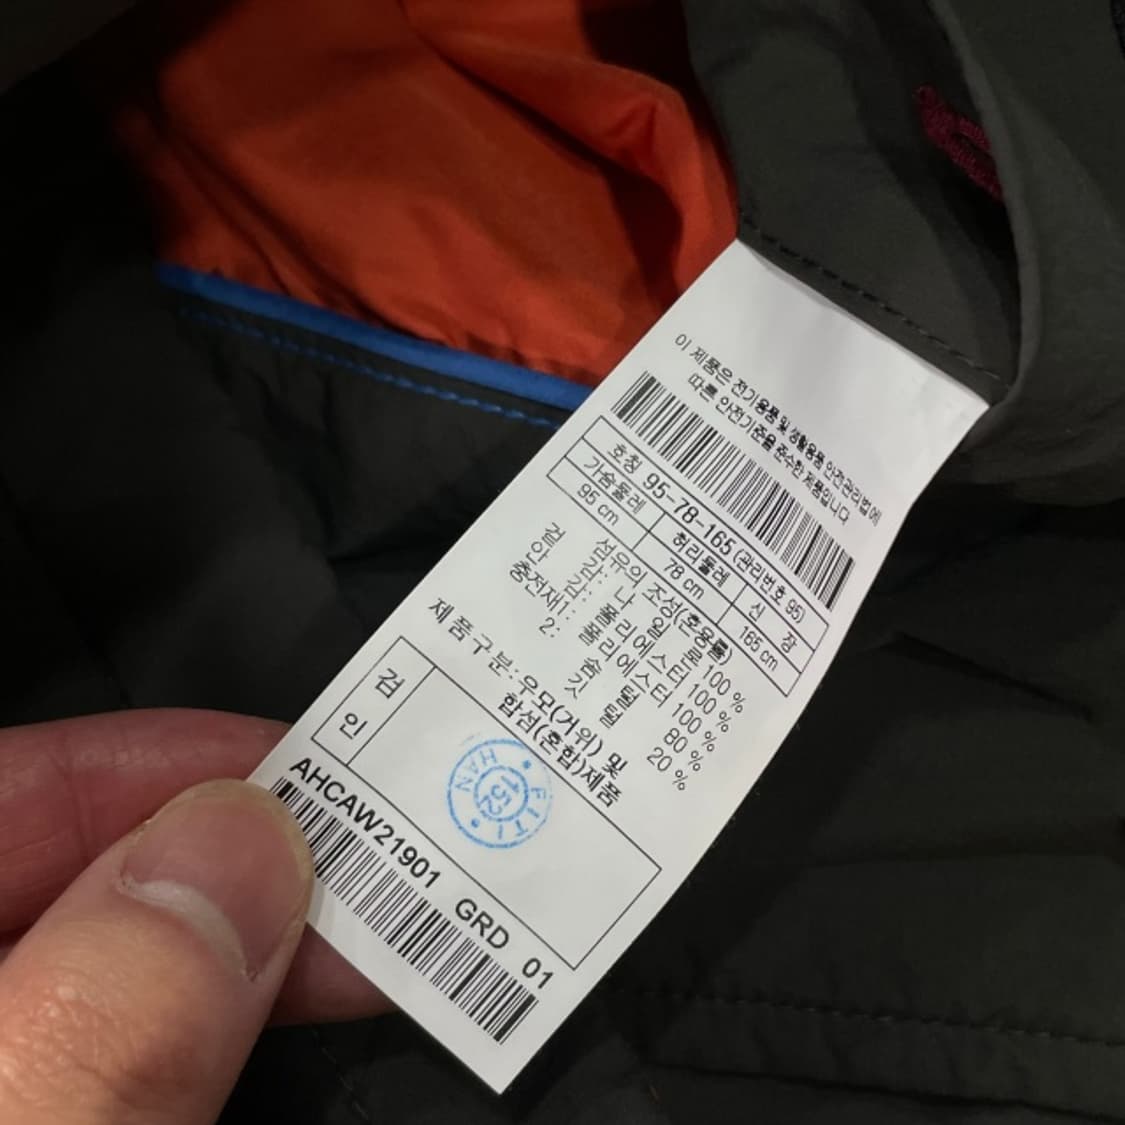 이 제품은 전기용품 및 생활용품 안전관리법에
따른 안전기준을 준수한 제품입니다
호칭 95-78-165 (관리번호 95)
가슴둘레 허리둘레 신 장
95 cm 78 cm 165 cm
섬유의 조성(혼용률)
겉 감: 나 일 론 100 %
안 감: 폴리에스터 100 %
충전재1: 폴리에스터 100 %
2: 솜 털 80 %
깃 털 20 %
제품구분: 우모(거위) 및
합섬(혼합)제품
검
인
FITI
HAN
152
AHCAW21901 GRD 01